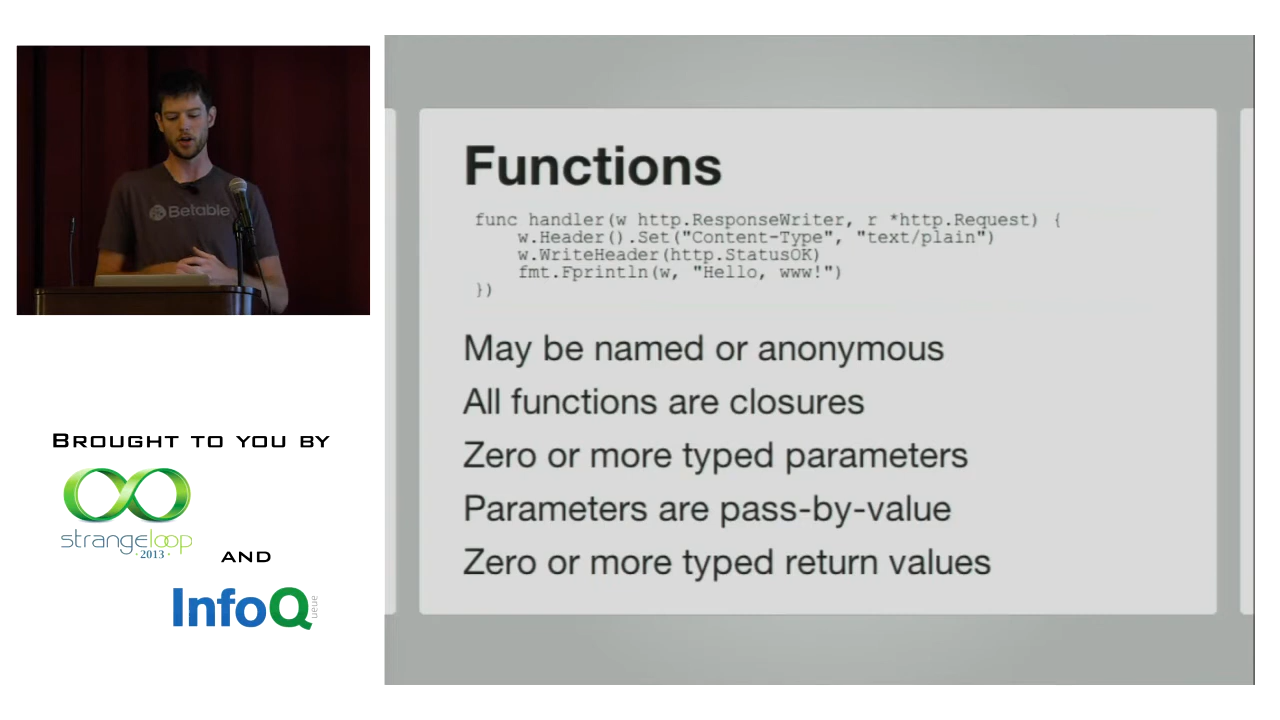 Betable
Functions
func handler(w http.ResponseWriter, r *http.Request) {
    w.Header().Set("Content-Type", "text/plain")
    w.WriteHeader(http.StatusOK)
    fmt.Fprintln(w, "Hello, www!")
})
May be named or anonymous
All functions are closures
Zero or more typed parameters
Parameters are pass-by-value
Zero or more typed return values
BROUGHT TO YOU BY
strangeloop
·2013·
AND
InfoQ
ueue